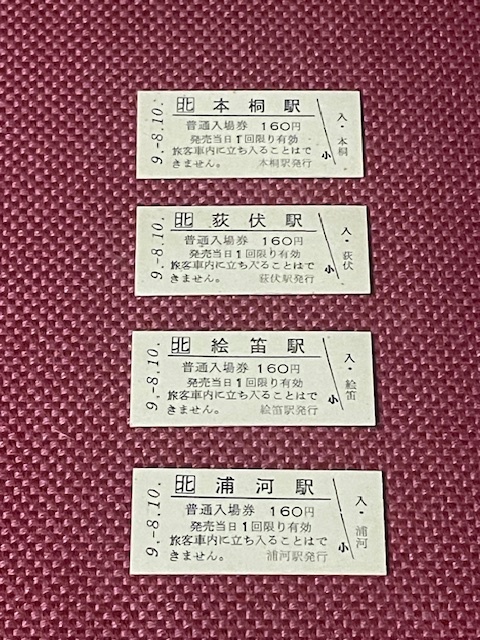 北 本桐駅
普通入場券 160円
発売当日1回限り有効
旅客車内に立ち入ることはで
きません。 本桐駅発行
9.-8.10.
小
入・本桐
北 荻伏駅
普通入場券 160円
発売当日1回限り有効
旅客車内に立ち入ることはで
きません。 荻伏駅発行
9.-8.10.
小
入・荻伏
北 絵笛駅
普通入場券 160円
発売当日1回限り有効
旅客車内に立ち入ることはで
きません。 絵笛駅発行
9.-8.10.
小
入・絵笛
北 浦河駅
普通入場券 160円
発売当日1回限り有効
旅客車内に立ち入ることはで
きません。 浦河駅発行
9.-8.10.
小
入・浦河